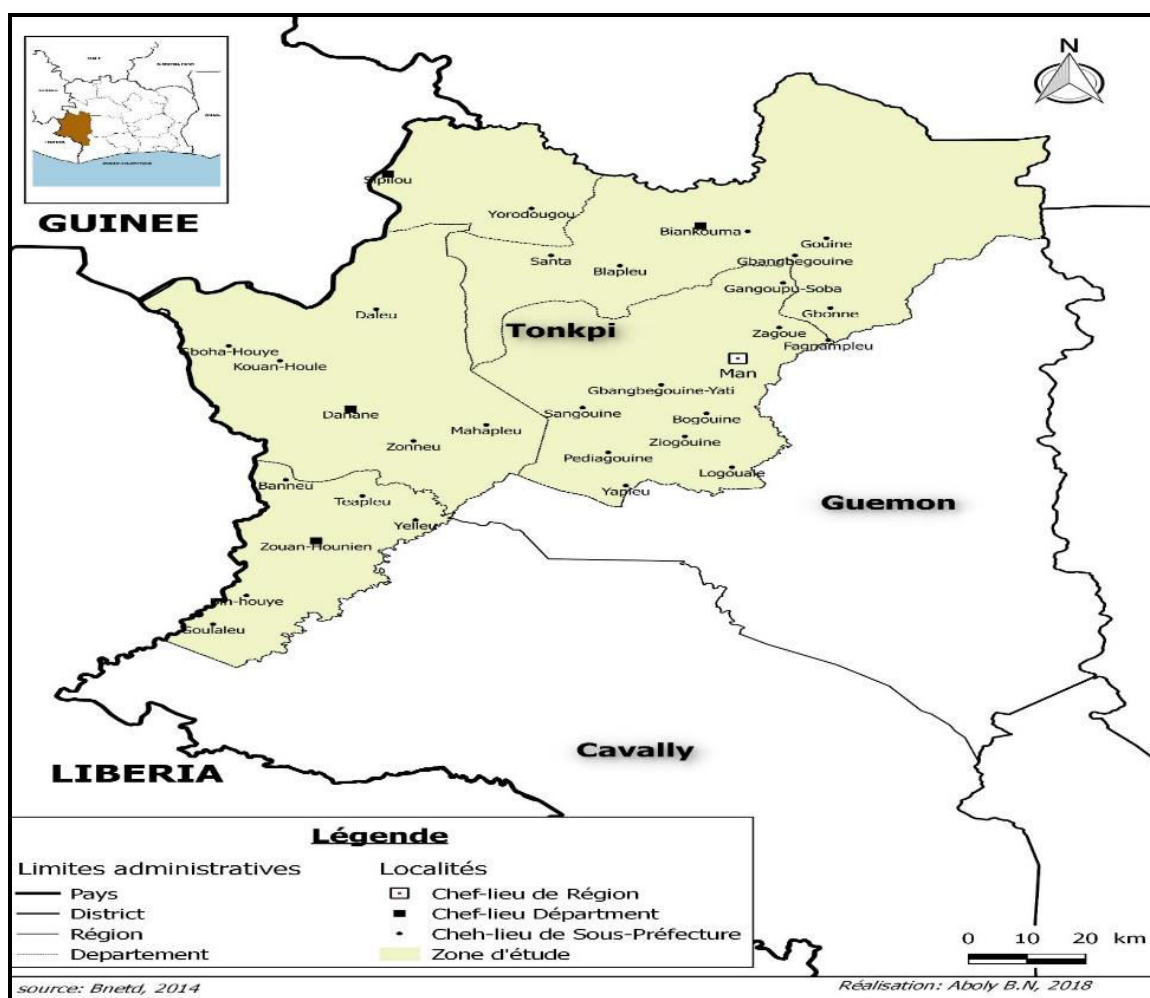 N
GUINEE
Sipilou
Yorodougou
Biankouma
Gouine
Santa
Gbangbegouine
Blapleu
Gangoupu-Soba
Daleu
Gbonne
Tonkpi
Zagoue
Fagnampleu
Gboha-Houye
Kouan-Houle
Man
Gbangbegouine-Yati
Danane
Sangouine
Bogouine
Mahapleu
Zonneu
Ziogouine
Pediagouine
Logouale
Banneu
Yapleu
Teapleu
Guemon
Yelleu
Zouan-Hounien
Goulaleu
Cavally
LIBERIA
Légende
Limites administratives
Pays
District
Région
Departement
Localités
Chef-lieu de Région
Chef-lieu Départment
Cheh-lieu de Sous-Préfecture
Zone d'étude
0 10 20 km
source: Bnetd, 2014
Réalisation: Aboly B.N, 2018